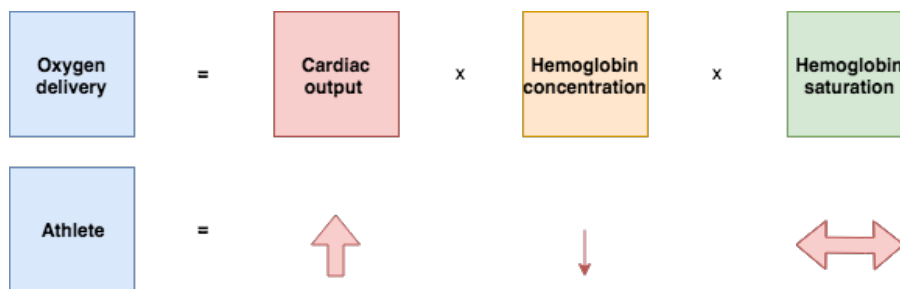 Oxygen
delivery
=
Cardiac
output
x
Hemoglobin
concentration
x
Hemoglobin
saturation
Athlete
=